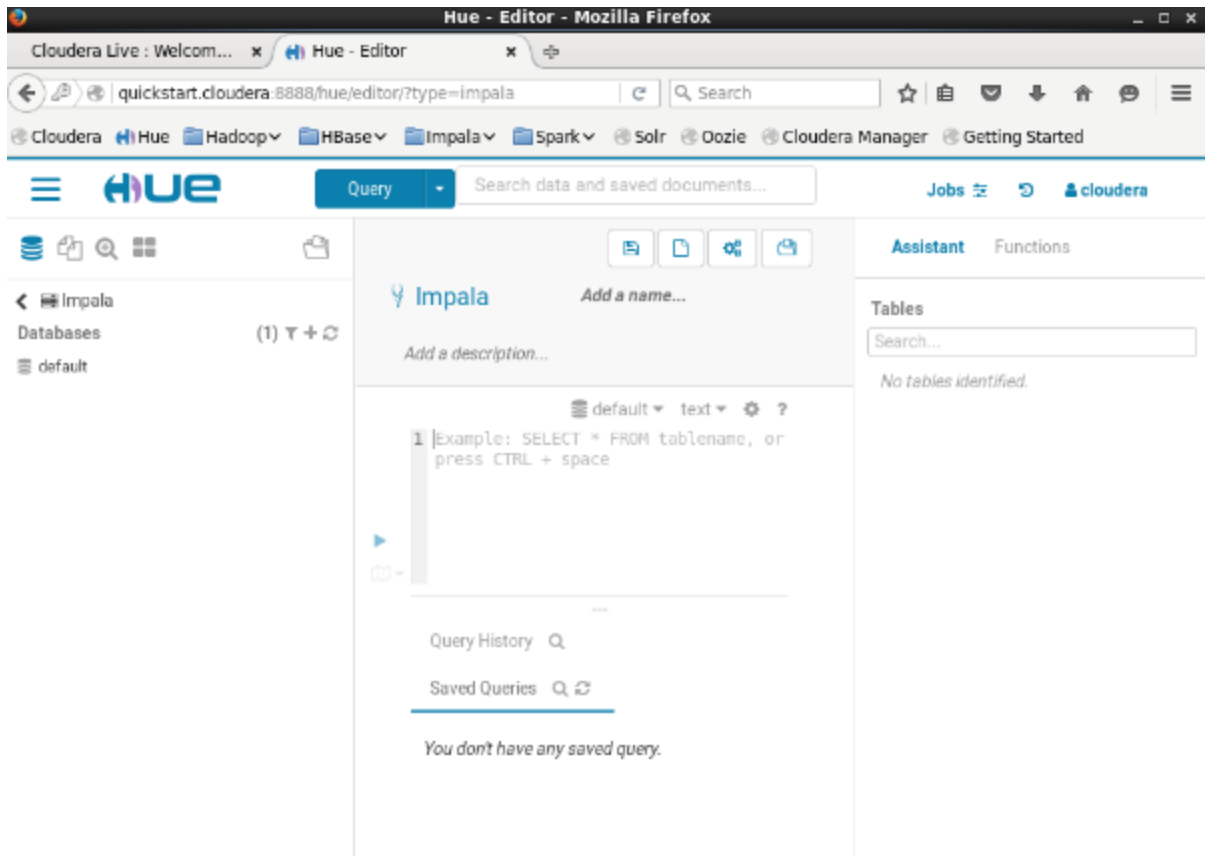 Hue - Editor - Mozilla Firefox
Cloudera Live : Welcom... Hue - Editor
quickstart.cloudera:8888/hue/editor/?type=impala Search
Cloudera Hue Hadoop HBase Impala Spark Solr Oozie Cloudera Manager Getting Started
HUE Query Search data and saved documents... Jobs cloudera
Assistant Functions
Impala
Databases (1)
default
Impala Add a name...
Add a description...
default text ?
1 Example: SELECT * FROM tablename, or
press CTRL + space
Query History
Saved Queries
You don't have any saved query.
Tables
Search...
No tables identified.